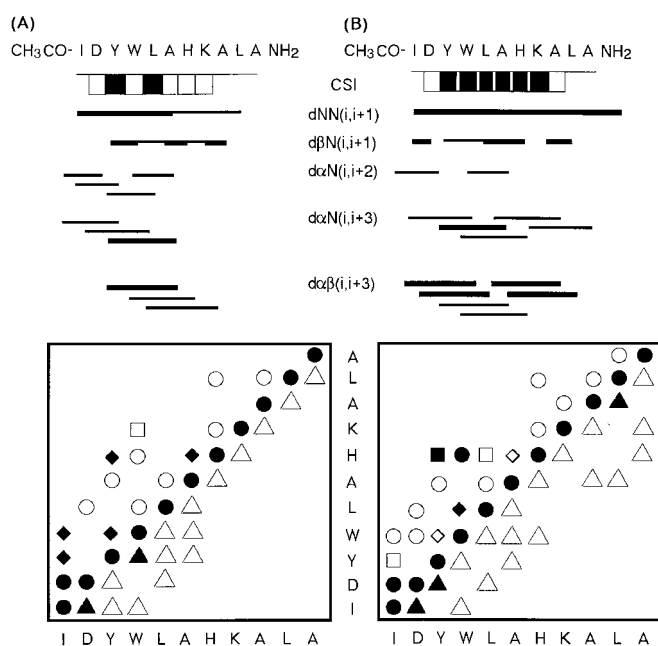 (A)
(B)
CH3CO- I D Y W L A H K A L A NH2
CH3CO- I D Y W L A H K A L A NH2
CSI
dNN(i,i+1)
dβN(i,i+1)
dαN(i,i+2)
dαN(i,i+3)
dαβ(i,i+3)
A
L
A
K
H
A
L
W
Y
D
I
I D Y W L A H K A L A
I D Y W L A H K A L A